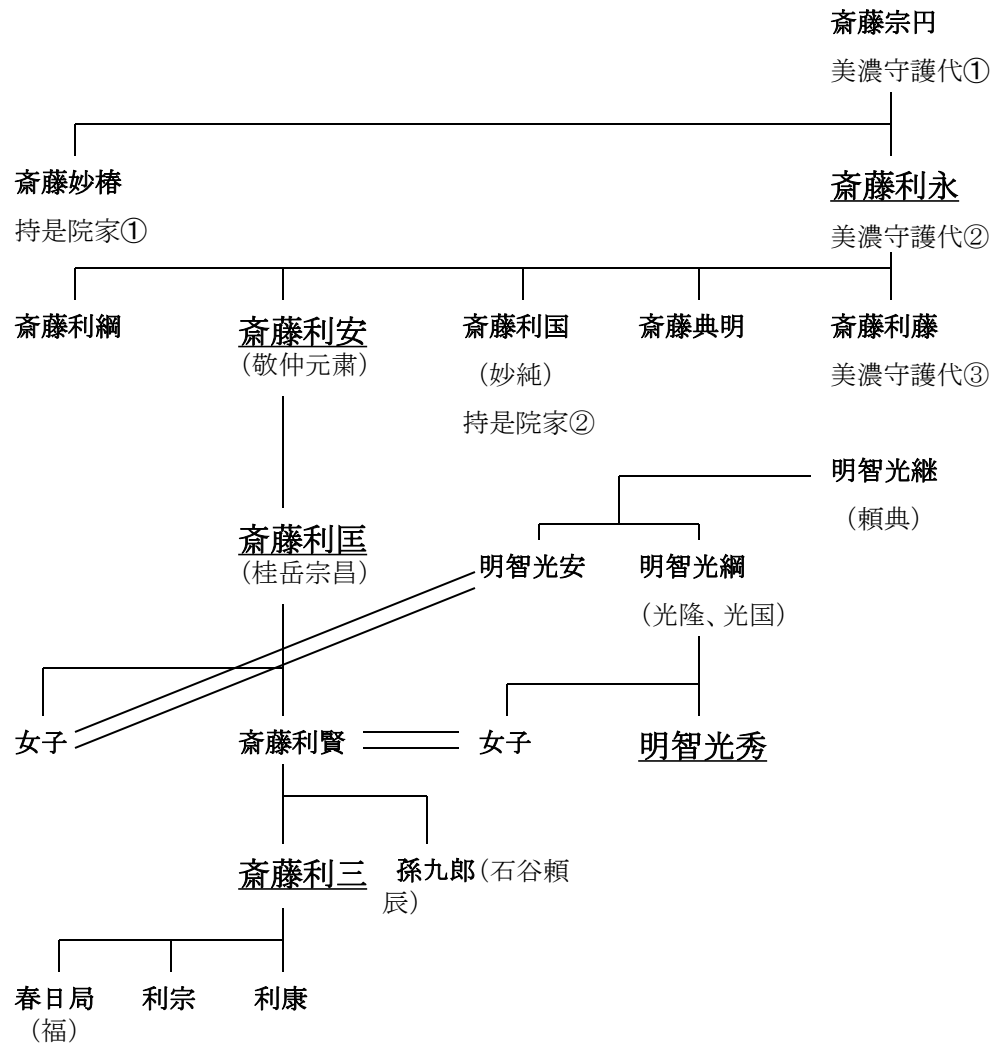 斎藤宗円
美濃守護代①
斎藤妙椿
持是院家①
斎藤利永
美濃守護代②
斎藤利綱
斎藤利安
（敬仲元粛）
斎藤利国
（妙純）
持是院家②
斎藤典明
斎藤利藤
美濃守護代③
明智光継
（頼典）
斎藤利匡
（桂岳宗昌）
明智光安
明智光綱
（光隆、光国）
女子
斎藤利賢
女子
明智光秀
斎藤利三
孫九郎（石谷頼
辰）
春日局
（福）
利宗
利康